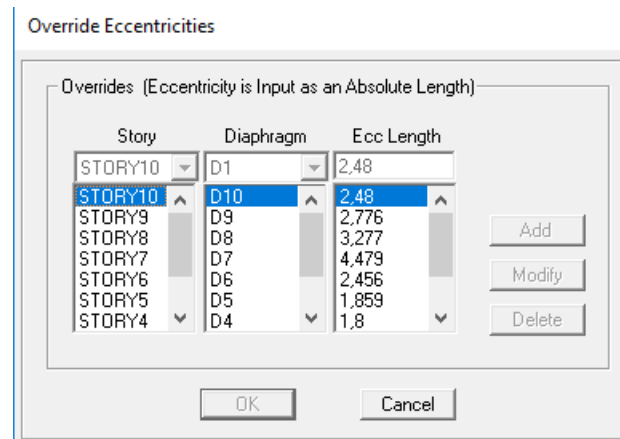 Override Eccentricities
Overrides (Eccentricity is Input as an Absolute Length)
Story Diaphragm Ecc Length
STORY10 D1 2,48
STORY10 D10 2,48
STORY9 D9 2,776
STORY8 D8 3,277
STORY7 D7 4,479
STORY6 D6 2,456
STORY5 D5 1,859
STORY4 D4 1,8
Add
Modify
Delete
OK Cancel